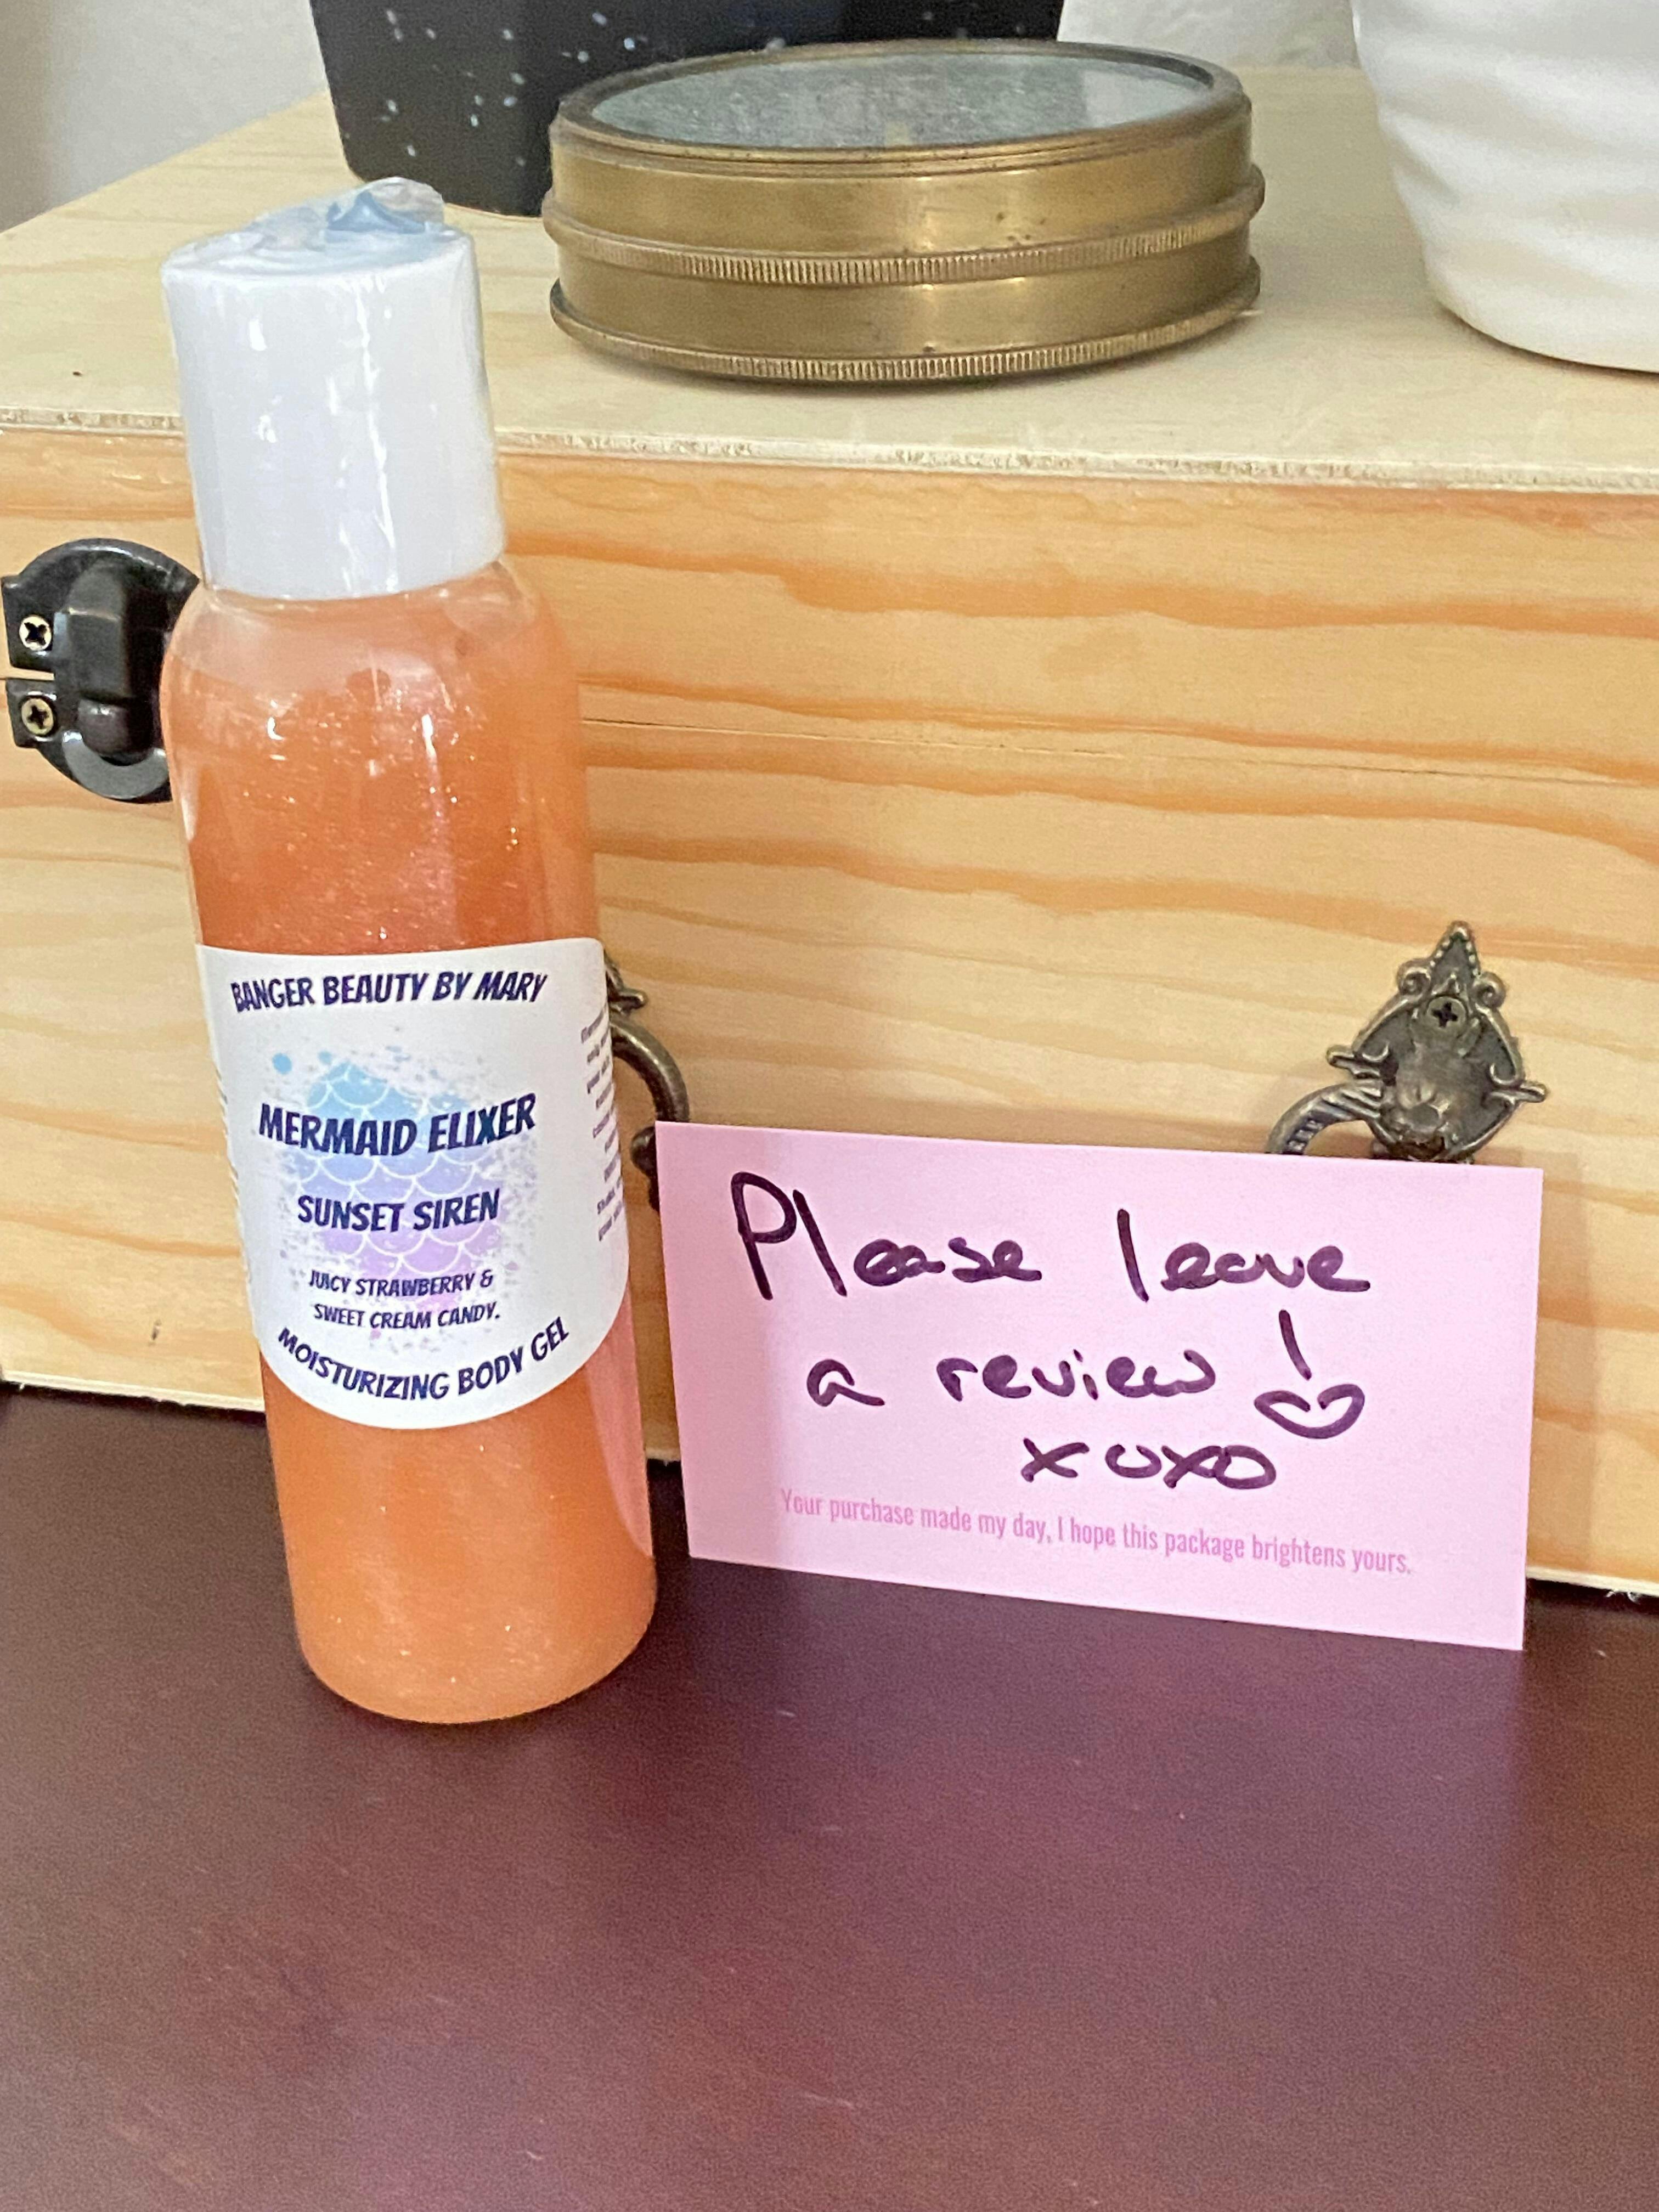 BANGER BEAUTY BY MARY
MERMAID ELIXER
SUNSET SIREN
JUICY STRAWBERRY &
SWEET CREAM CANDY.
MOISTURIZING BODY GEL
Please leave
a review!
xoxo
Your purchase made my day, I hope this package brightens yours.